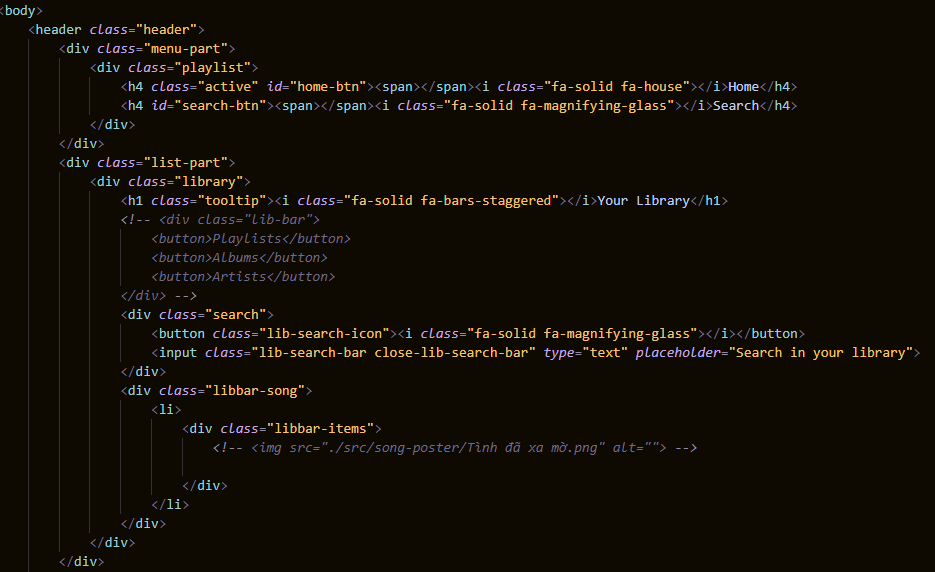 <body>
<header class="header">
<div class="menu-part">
<div class="playlist">
<h4 class="active" id="home-btn"><span></span><i class="fa-solid fa-house"></i>Home</h4>
<h4 id="search-btn"><span></span><i class="fa-solid fa-magnifying-glass"></i>Search</h4>
</div>
</div>
<div class="list-part">
<div class="library">
<h1 class="tooltip"><i class="fa-solid fa-bars-staggered"></i>Your Library</h1>
<!-- <div class="lib-bar">
<button>Playlists</button>
<button>Albums</button>
<button>Artists</button>
</div> -->
<div class="search">
<button class="lib-search-icon"><i class="fa-solid fa-magnifying-glass"></i></button>
<input class="lib-search-bar close-lib-search-bar" type="text" placeholder="Search in your library">
</div>
<div class="libbar-song">
<li>
<div class="libbar-items">
<!-- <img src="./src/song-poster/Tình đã xa mờ.png" alt=""> -->
</div>
</li>
</div>
</div>
</div>